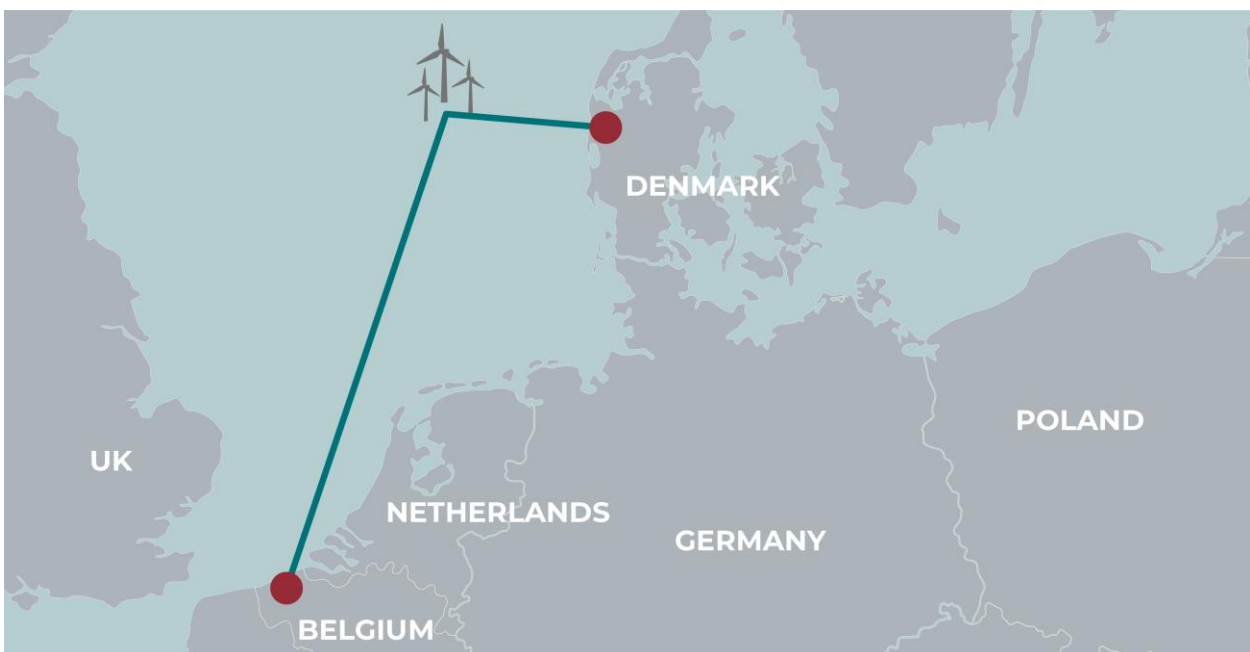 DENMARK
POLAND
UK
NETHERLANDS
GERMANY
BELGIUM